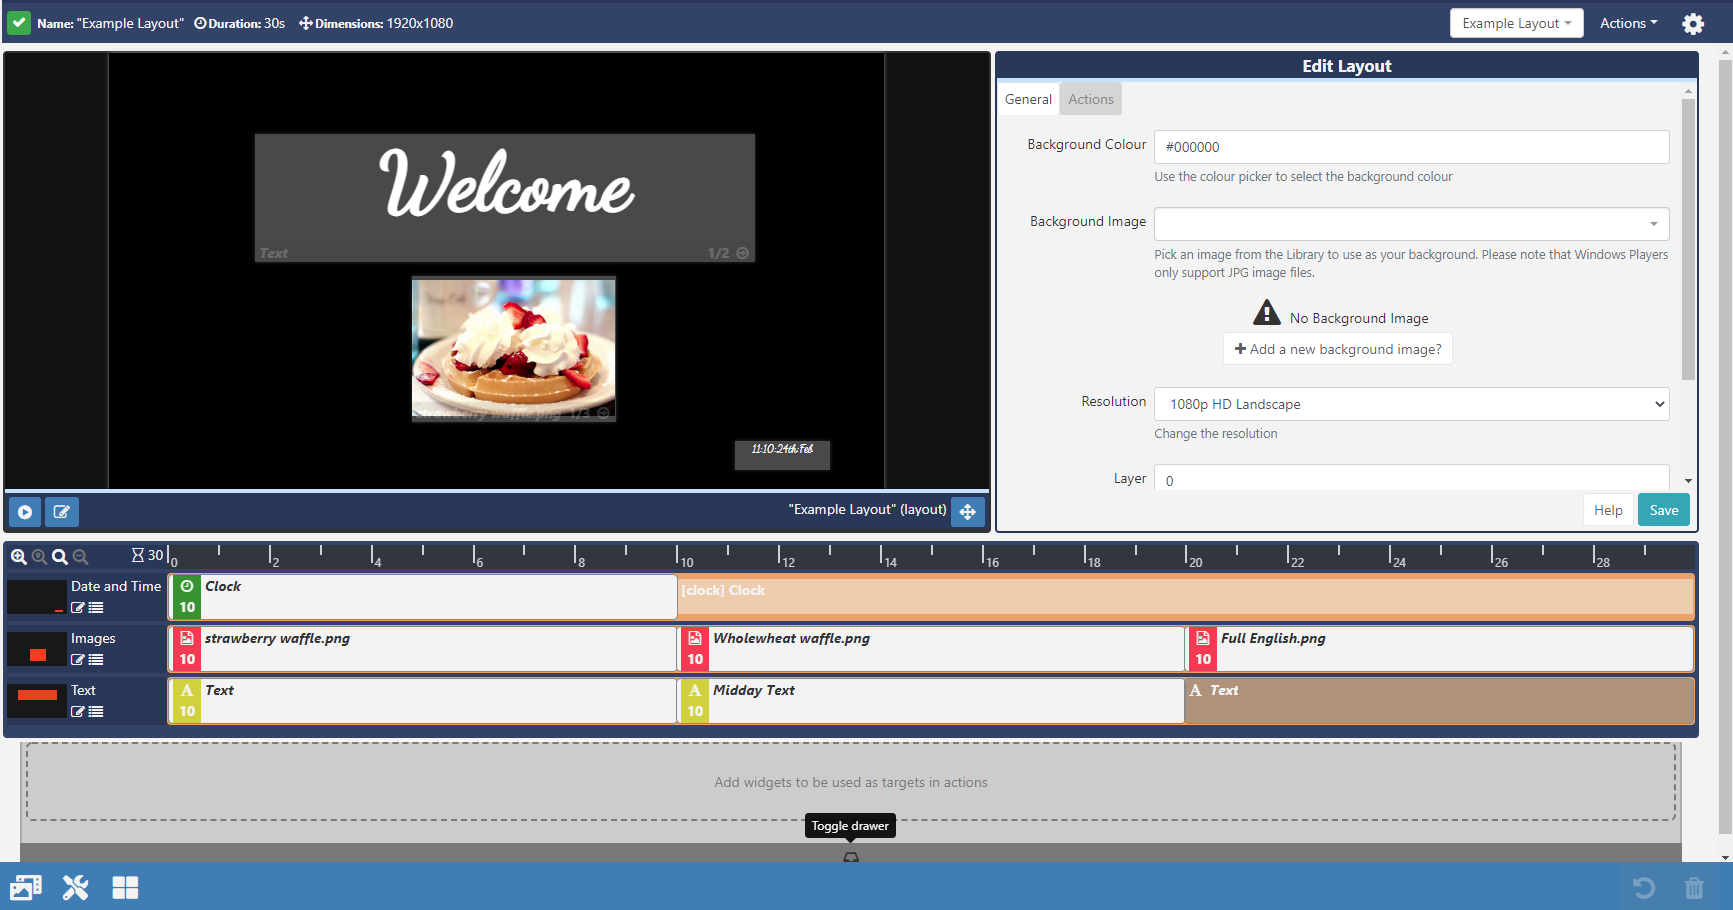 Name: "Example Layout" Duration: 30s Dimensions: 1920x1080
Example Layout
Actions
Welcome
Text 1/2
strawberry waffle.png 1/3
11:10 24th Feb
"Example Layout" (layout)
Edit Layout
General
Actions
Background Colour
#000000
Use the colour picker to select the background colour
Background Image
Pick an image from the Library to use as your background. Please note that Windows Players
only support JPG image files.
No Background Image
Add a new background image?
Resolution
1080p HD Landscape
Change the resolution
Layer
0
Help
Save
30
0 2 4 6 8 10 12 14 16 18 20 22 24 26 28
Date and Time
Clock
10
[clock] Clock
Images
strawberry waffle.png
10
Wholewheat waffle.png
10
Full English.png
10
Text
A Text
10
A Midday Text
10
A Text
Add widgets to be used as targets in actions
Toggle drawer